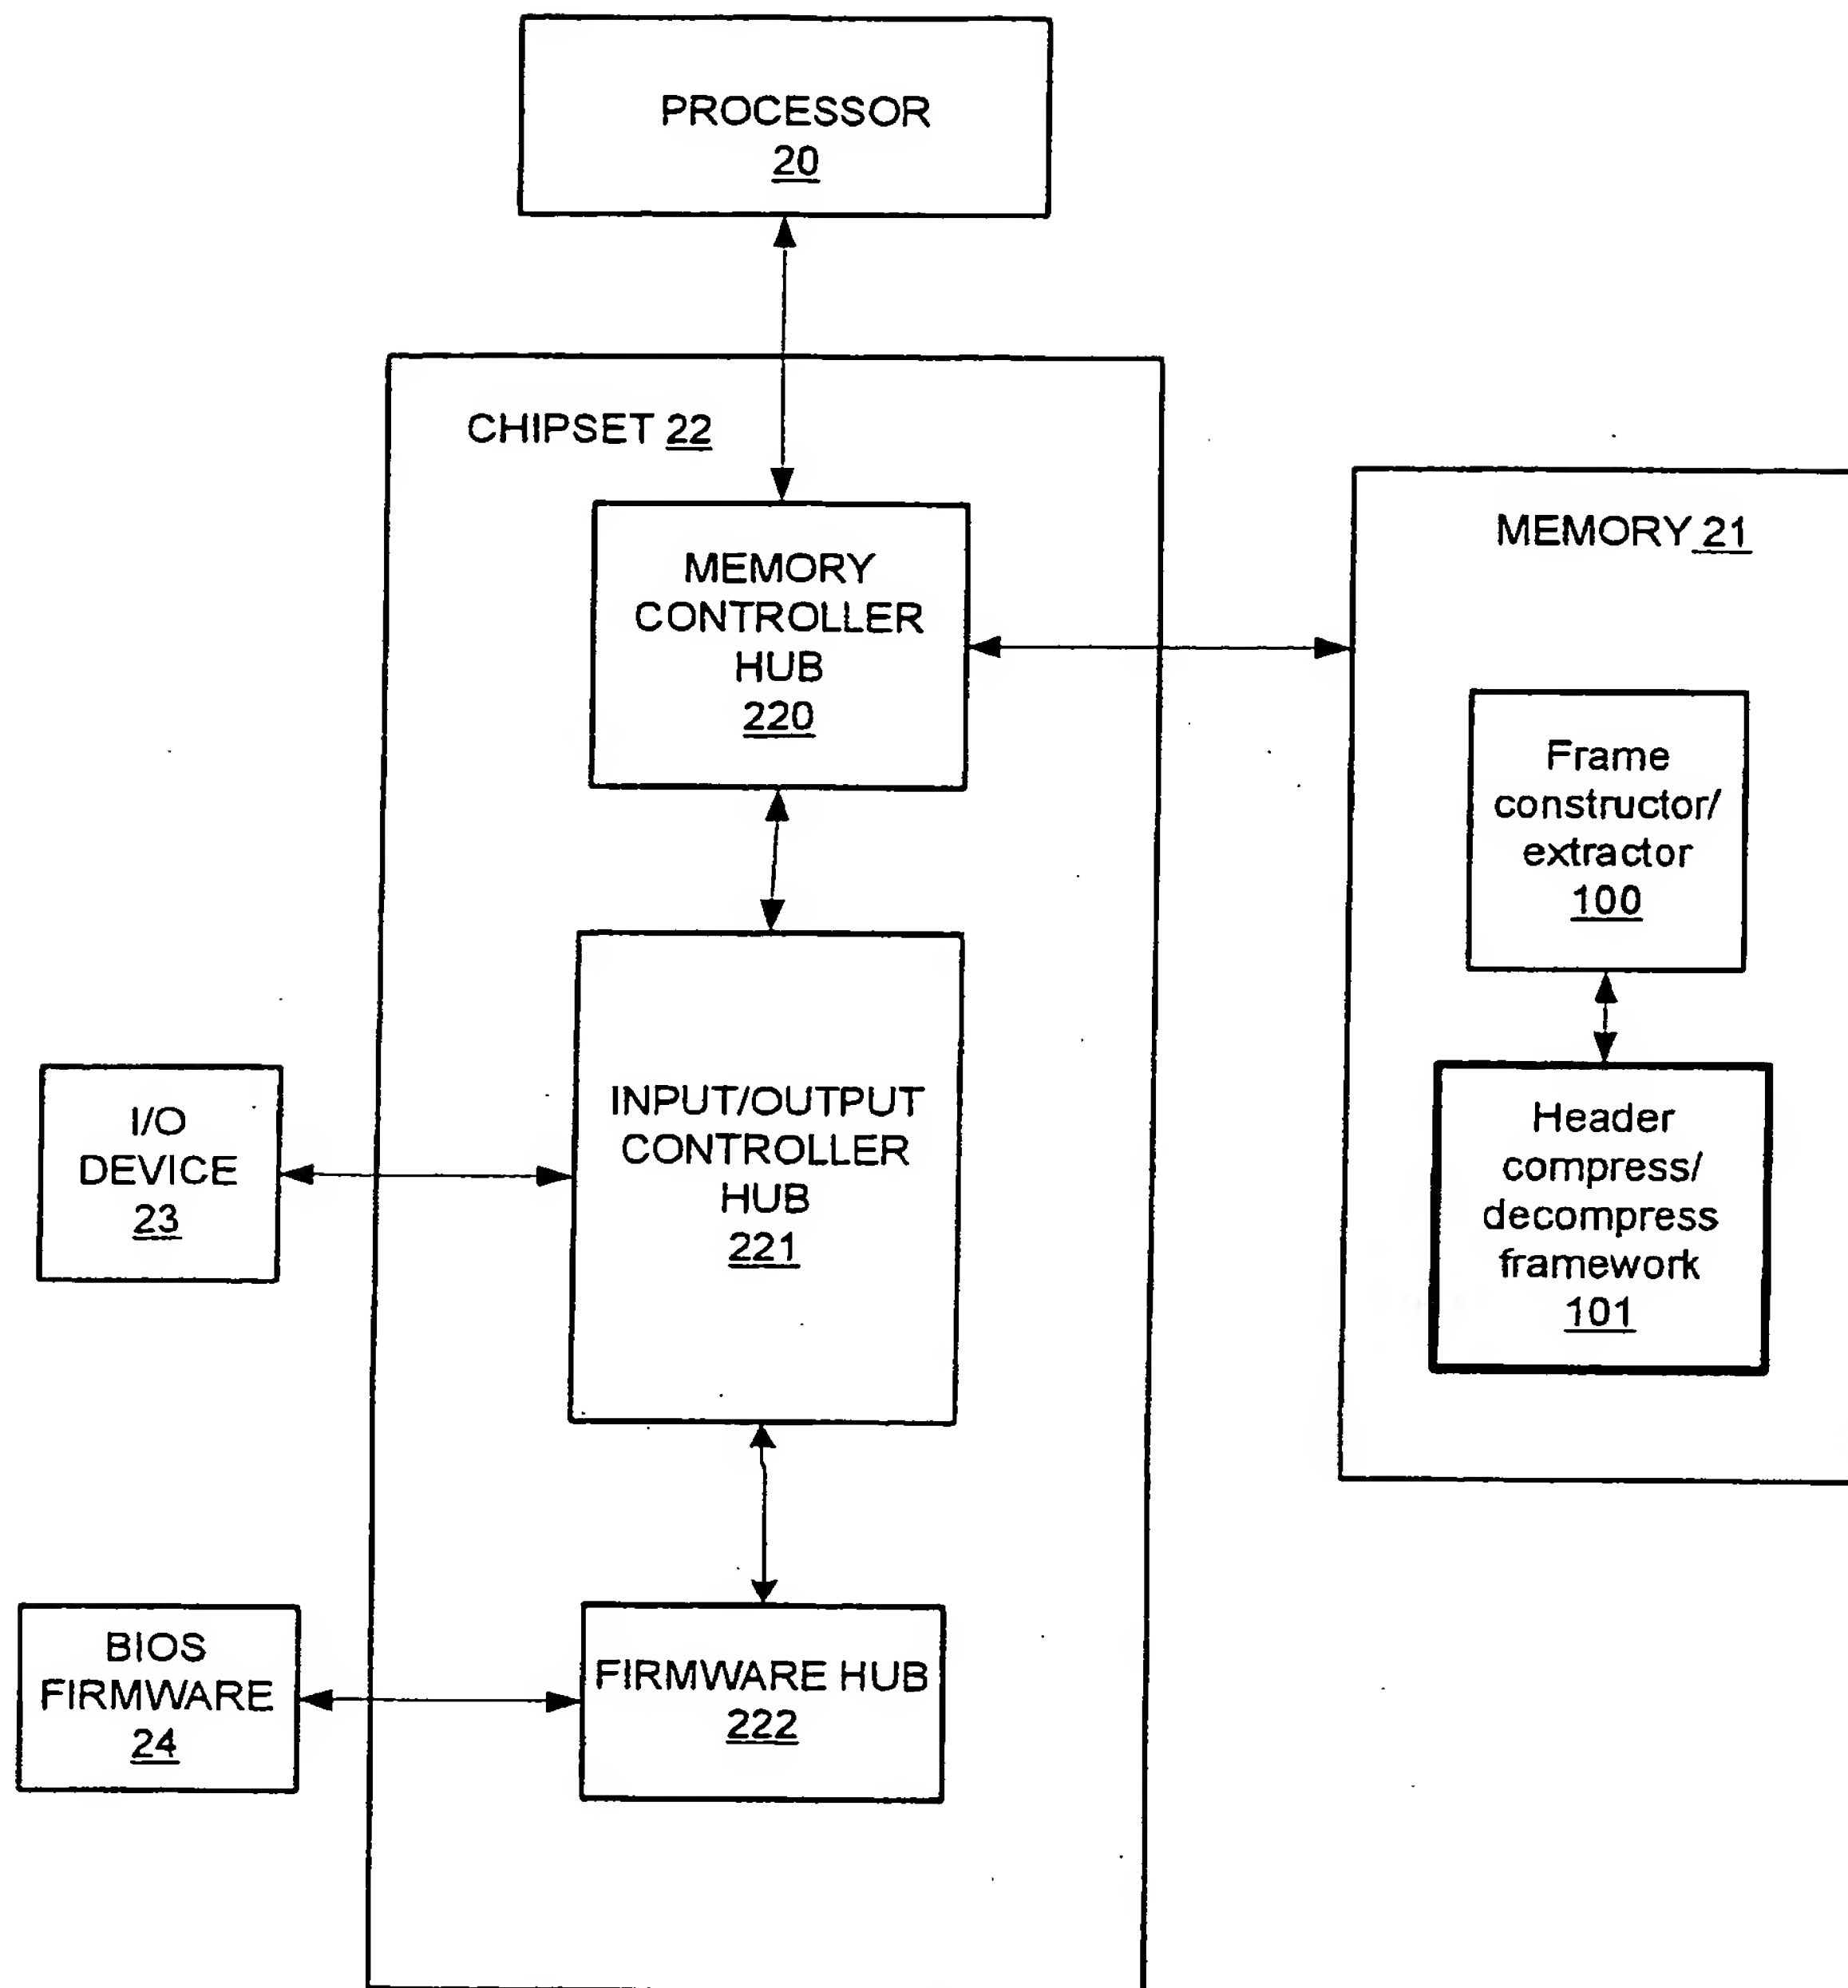 PROCESSOR
20
CHIPSET 22
MEMORY
CONTROLLER
HUB
220
MEMORY 21
Frame
constructor/
extractor
100
Header
compress/
decompress
framework
101
INPUT/OUTPUT
CONTROLLER
HUB
221
I/O
DEVICE
23
BIOS
FIRMWARE
24
FIRMWARE HUB
222